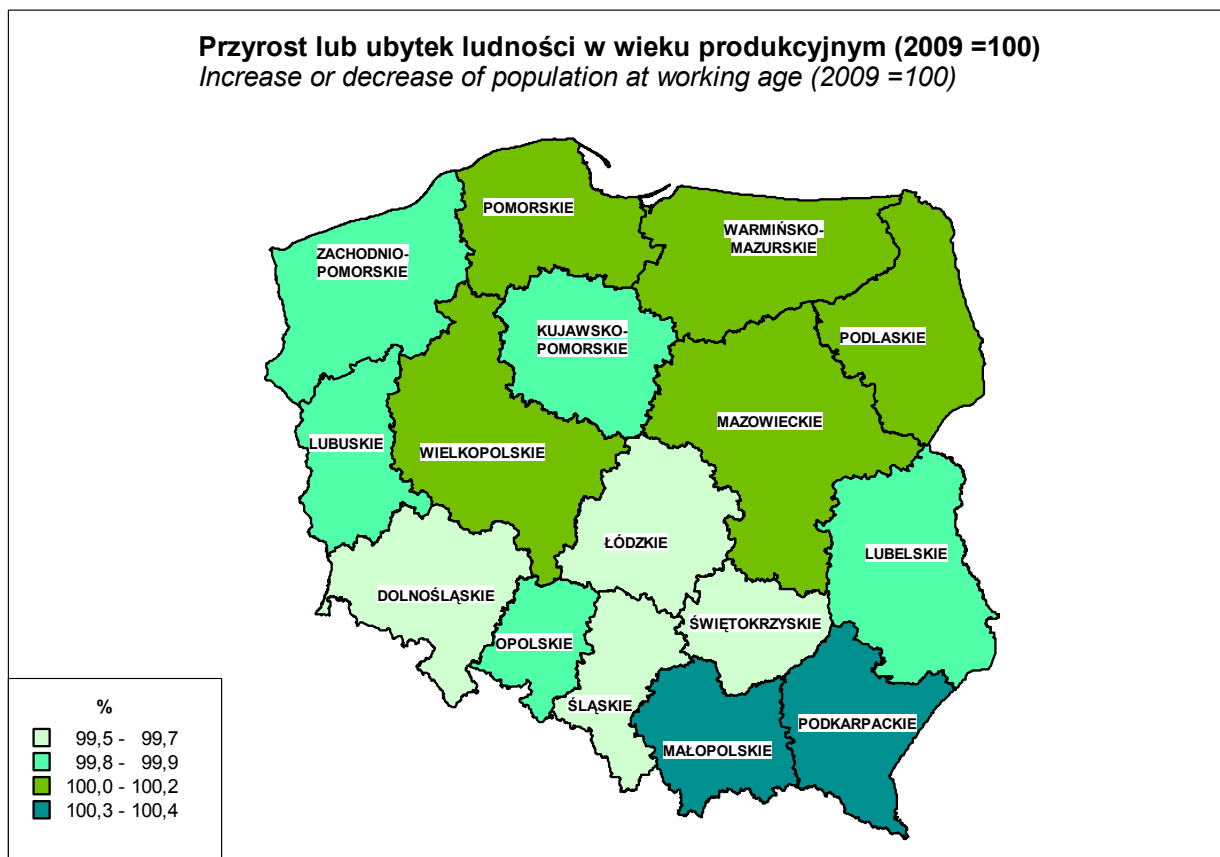 Przyrost lub ubytek ludności w wieku produkcyjnym (2009 =100)
Increase or decrease of population at working age (2009 =100)
POMORSKIE
WARMIŃSKO-
MAZURSKIE
ZACHODNIO-
POMORSKIE
KUJAWSKO-
POMORSKIE
PODLASKIE
MAZOWIECKIE
LUBUSKIE
WIELKOPOLSKIE
ŁÓDZKIE
LUBELSKIE
DOLNOŚLĄSKIE
ŚWIĘTOKRZYSKIE
OPOLSKIE
ŚLĄSKIE
PODKARPACKIE
MAŁOPOLSKIE
%
99,5 - 99,7
99,8 - 99,9
100,0 - 100,2
100,3 - 100,4